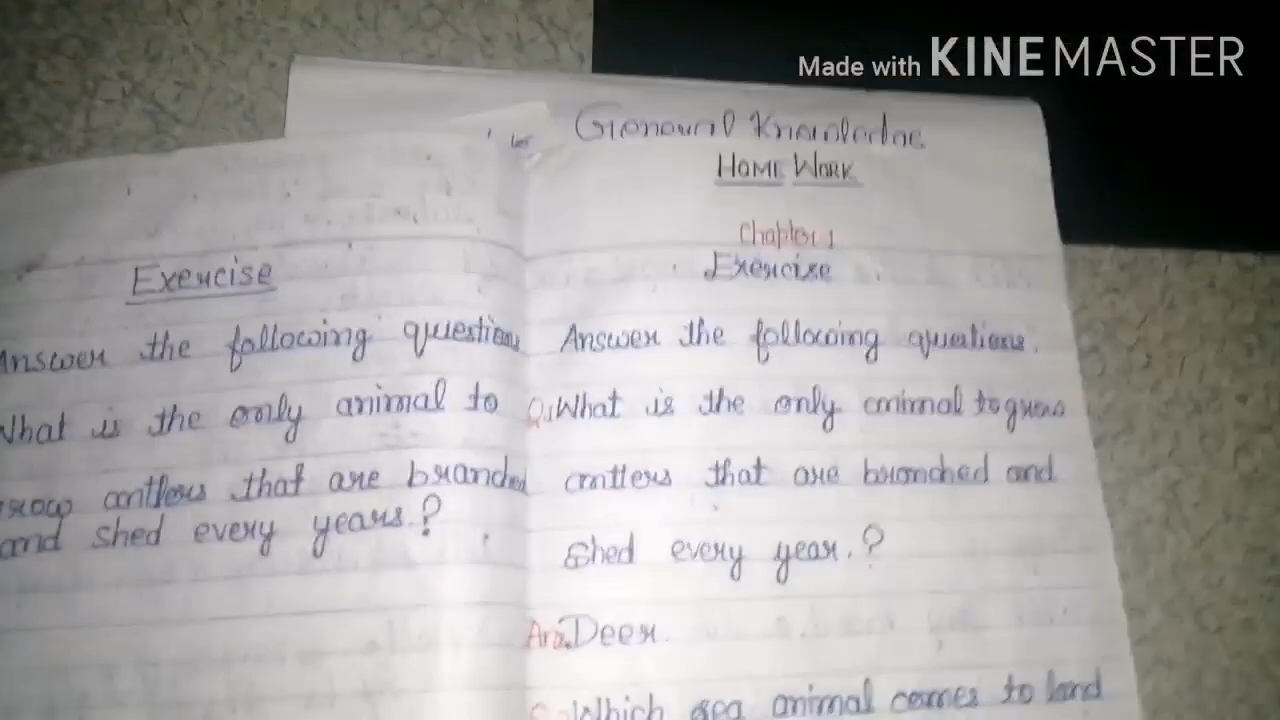 Made with KINEMASTER
General Knowledge
HOME WORK
Chapter 1
Exercise
Answer the following questions.
Q1 What is the only animal to grow
antlers that are branched and
shed every year.?
Ans. Deer.
Which sea animal comes to land
Exercise
Answer the following questions
What is the only animal to
grow antlers that are branched
and shed every years.?